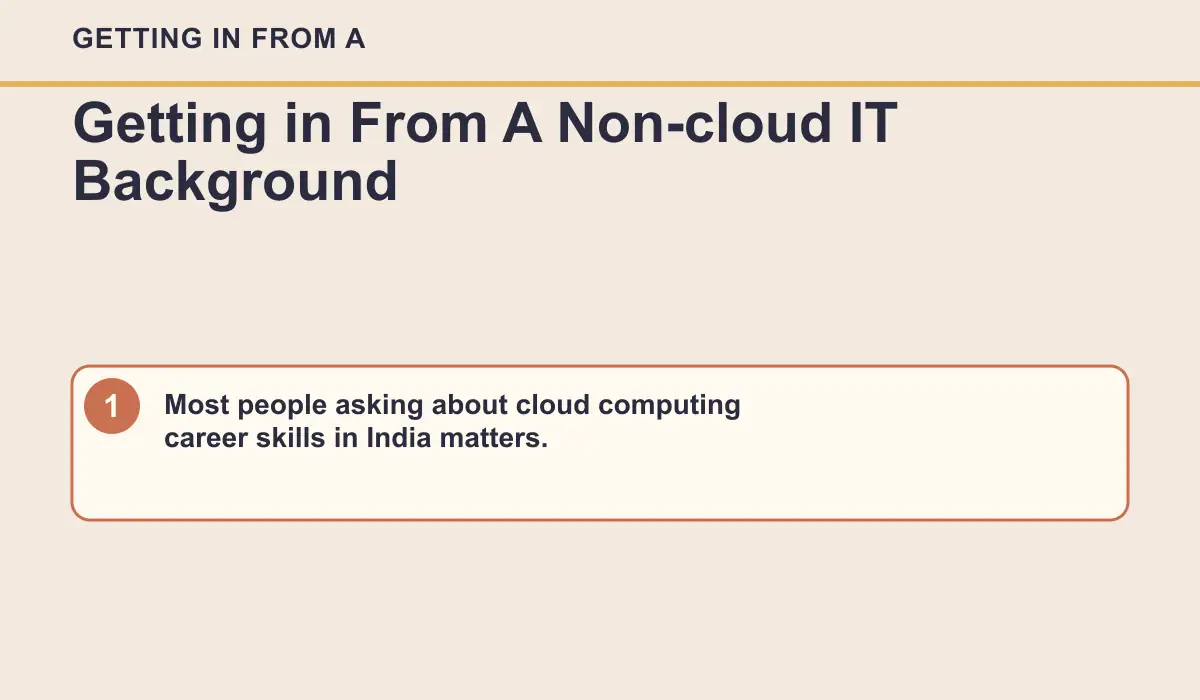 GETTING IN FROM A
Getting in From A Non-cloud IT
Background
1
Most people asking about cloud computing
career skills in India matters.